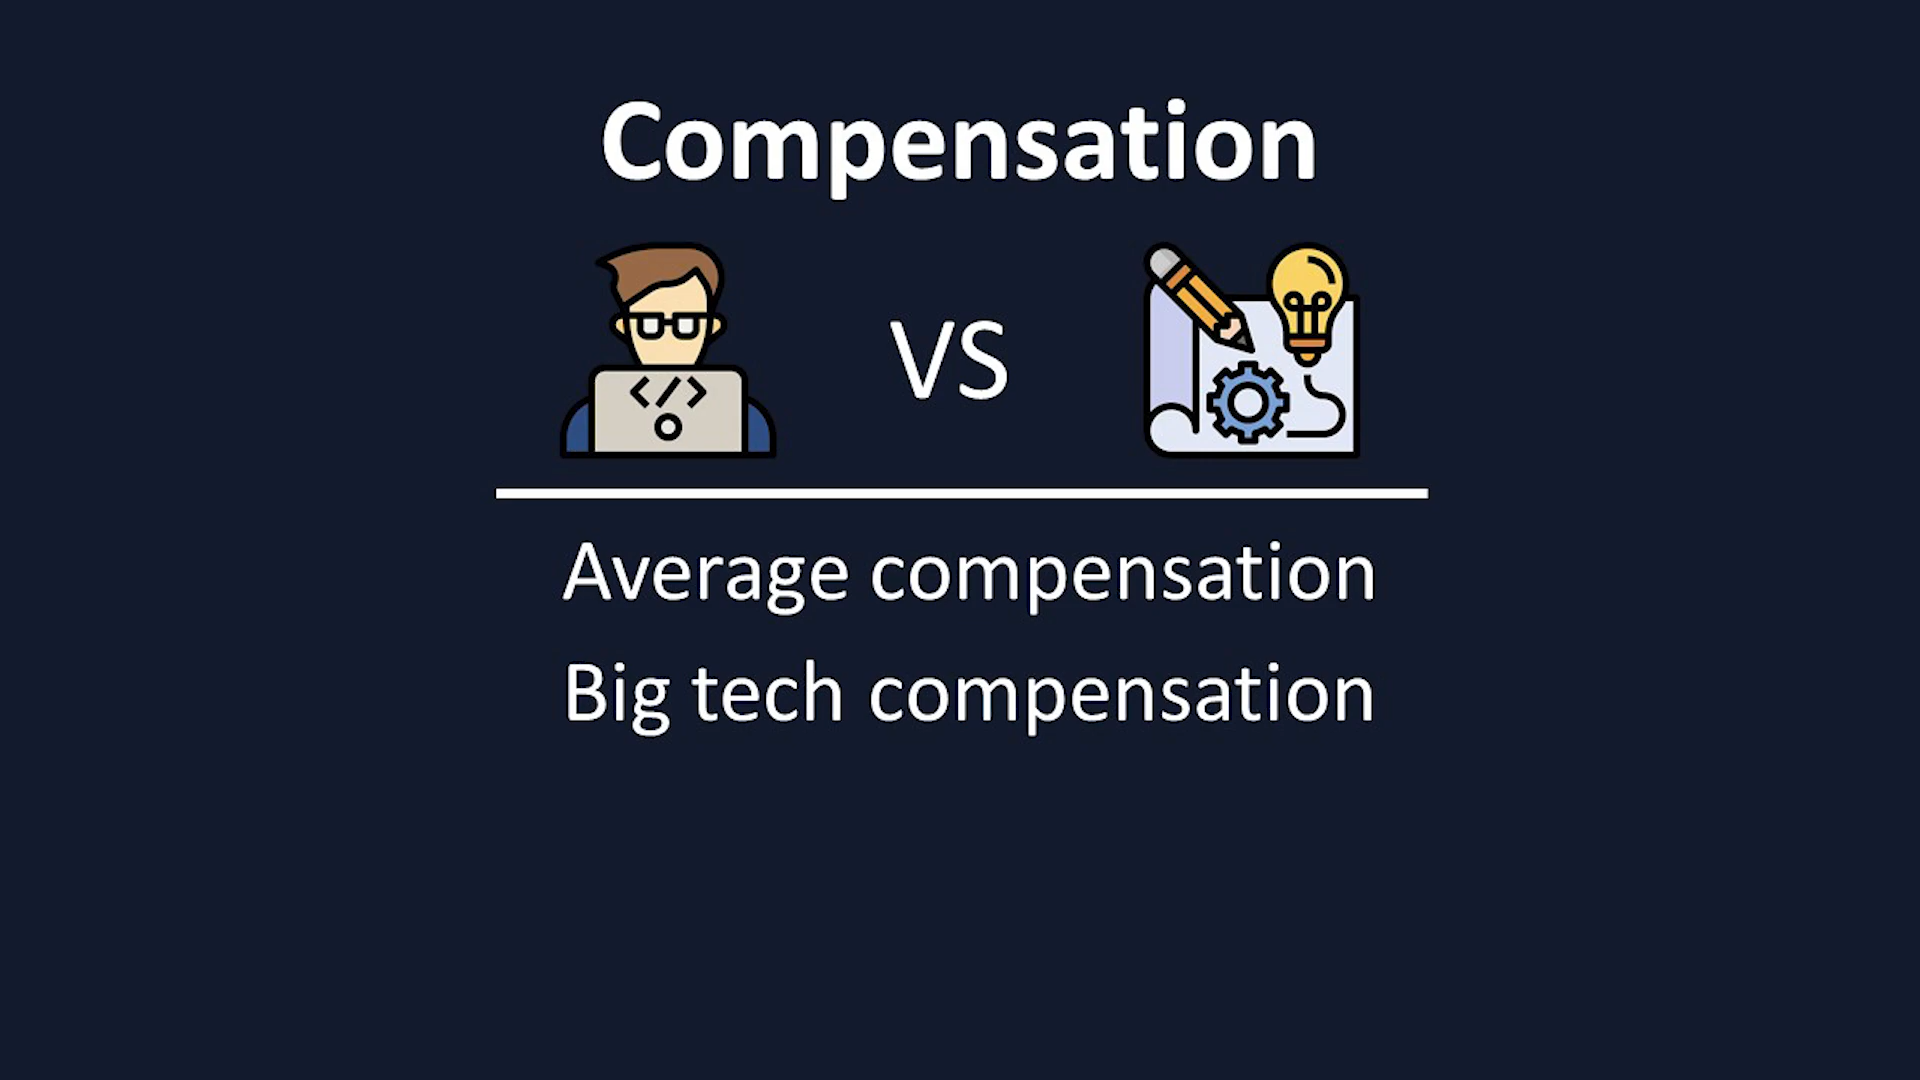 Compensation
VS
</>
Average compensation
Big tech compensation